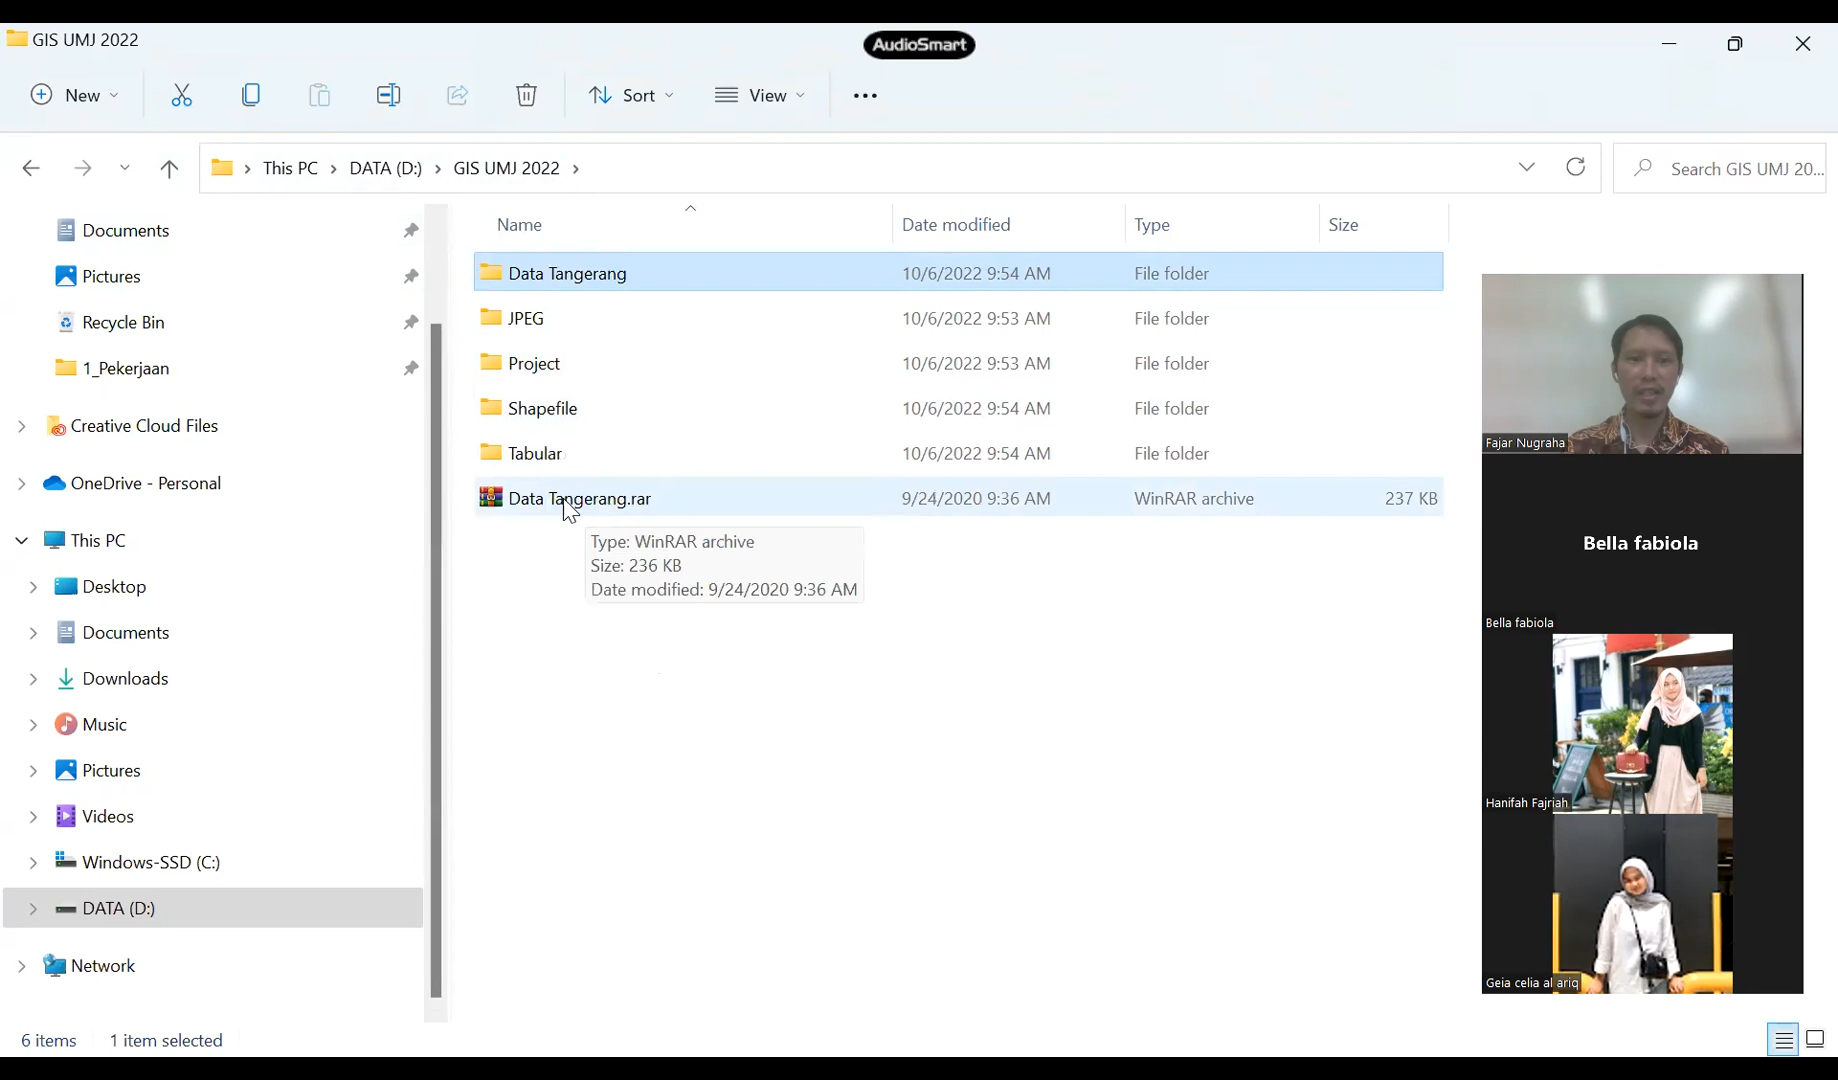 GIS UMJ 2022
AudioSmart
New
Sort
View
This PC
DATA (D:)
GIS UMJ 2022
Search GIS UMJ 20...
Documents
Pictures
Recycle Bin
1_Pekerjaan
Creative Cloud Files
OneDrive - Personal
This PC
Desktop
Documents
Downloads
Music
Pictures
Videos
Windows-SSD (C:)
DATA (D:)
Network
Name Date modified Type Size
Data Tangerang 10/6/2022 9:54 AM File folder
JPEG 10/6/2022 9:53 AM File folder
Project 10/6/2022 9:53 AM File folder
Shapefile 10/6/2022 9:54 AM File folder
Tabular 10/6/2022 9:54 AM File folder
Data Tangerang.rar 9/24/2020 9:36 AM WinRAR archive 237 KB
Type: WinRAR archive
Size: 236 KB
Date modified: 9/24/2020 9:36 AM
Fajar Nugraha
Bella fabiola
Bella fabiola
Hanifah Fajriah
Geia celia al ariq
6 items 1 item selected